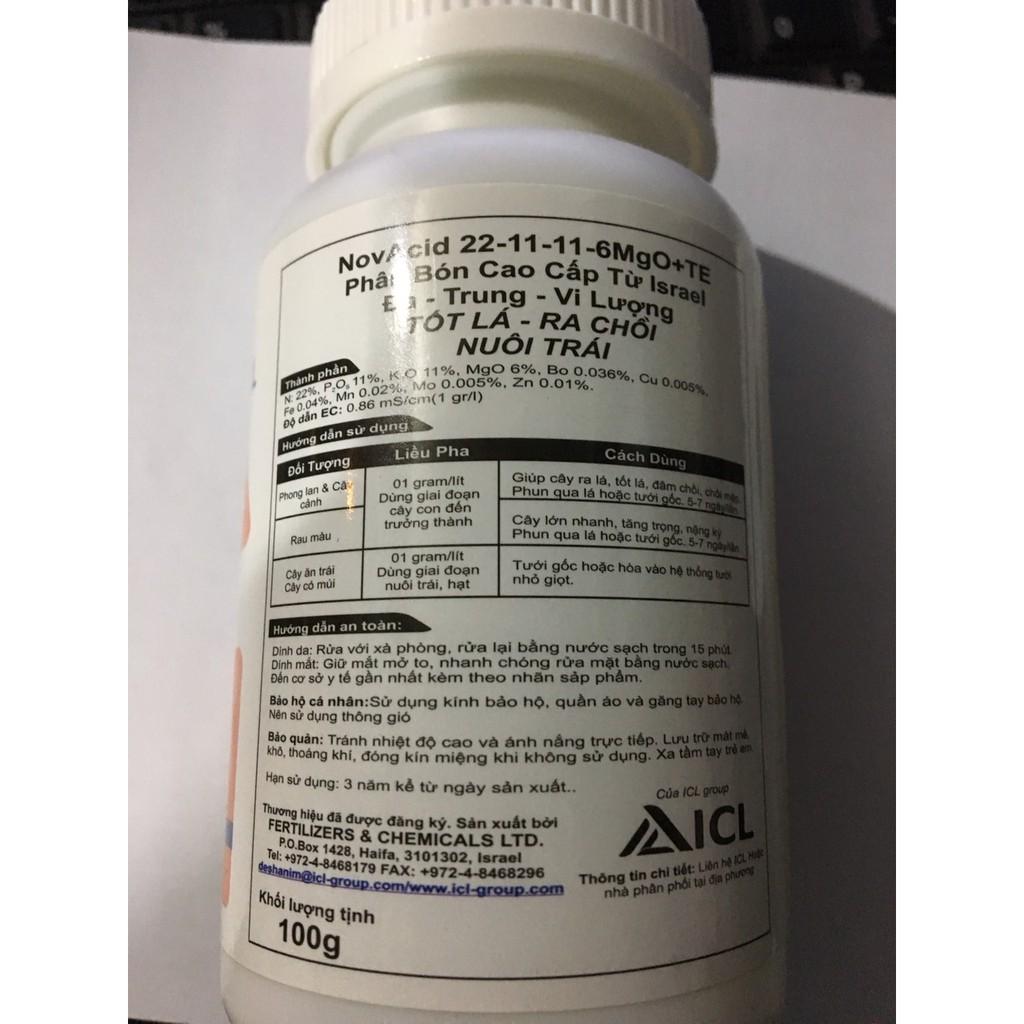 NovAcid 22-11-11-6MgO+TE
Phân Bón Cao Cấp Từ Israel
Đa - Trung - Vi Lượng
TỐT LÁ - RA CHỒI
NUÔI TRÁI
Thành phần
N: 22%, P₂O₅ 11%, K₂O 11%, MgO 6%, Bo 0.036%, Cu 0.005%,
Fe 0.04%, Mn 0.02%, Mo 0.005%, Zn 0.01%.
Độ dẫn EC: 0.86 mS/cm(1 gr/l)
Hướng dẫn sử dụng
Đối Tượng Liều Pha Cách Dùng
Phong lan & Cây
cảnh
01 gram/lít
Dùng giai đoạn
cây con đến
trưởng thành
Giúp cây ra lá, tốt lá, đâm chồi, chồi mập.
Phun qua lá hoặc tưới gốc. 5-7 ngày/lần
Rau màu
Cây lớn nhanh, tăng trọng, nặng ký
Phun qua lá hoặc tưới gốc. 5-7 ngày/lần
Cây ăn trái
Cây có múi
01 gram/lít
Dùng giai đoạn
nuôi trái, hạt
Tưới gốc hoặc hòa vào hệ thống tưới
nhỏ giọt.
Hướng dẫn an toàn:
Dính da: Rửa với xà phòng, rửa lại bằng nước sạch trong 15 phút.
Dính mắt: Giữ mắt mở to, nhanh chóng rửa mặt bằng nước sạch.
Đến cơ sở y tế gần nhất kèm theo nhãn sảp phẩm.
Bảo hộ cá nhân:Sử dụng kính bảo hộ, quần áo và găng tay bảo hộ.
Nên sử dụng thông gió
Bảo quản: Tránh nhiệt độ cao và ánh nắng trực tiếp. Lưu trữ mát mẻ,
khô, thoáng khí, đóng kín miệng khi không sử dụng. Xa tầm tay trẻ em.
Hạn sử dụng: 3 năm kể từ ngày sản xuất..
Thương hiệu đã được đăng ký. Sản xuất bởi
FERTILIZERS & CHEMICALS LTD.
P.O.Box 1428, Haifa, 3101302, Israel
Tel: +972-4-8468179 FAX: +972-4-8468296
deshanim@icl-group.com/www.icl-group.com
Của ICL group
ICL
Thông tin chi tiết: Liên hệ ICL Hoặc
nhà phân phối tại địa phương
Khối lượng tịnh
100g